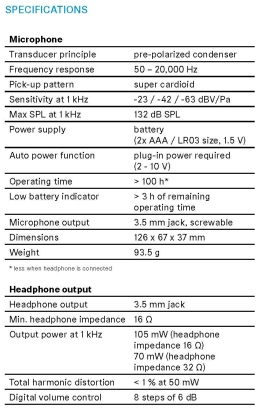 SPECIFICATIONS
Microphone
Transducer principle pre-polarized condenser
Frequency response 50 – 20,000 Hz
Pick-up pattern super cardioid
Sensitivity at 1 kHz -23 / -42 / -63 dBV/Pa
Max SPL at 1 kHz 132 dB SPL
Power supply battery
(2x AAA / LR03 size, 1.5 V)
Auto power function plug-in power required
(2 - 10 V)
Operating time > 100 h*
Low battery indicator > 3 h of remaining
operating time
Microphone output 3.5 mm jack, screwable
Dimensions 126 x 67 x 37 mm
Weight 93.5 g
* less when headphone is connected
Headphone output
Headphone output 3.5 mm jack
Min. headphone impedance 16 Ω
Output power at 1 kHz 105 mW (headphone
impedance 16 Ω)
70 mW (headphone
impedance 32 Ω)
Total harmonic distortion < 1 % at 50 mW
Digital volume control 8 steps of 6 dB